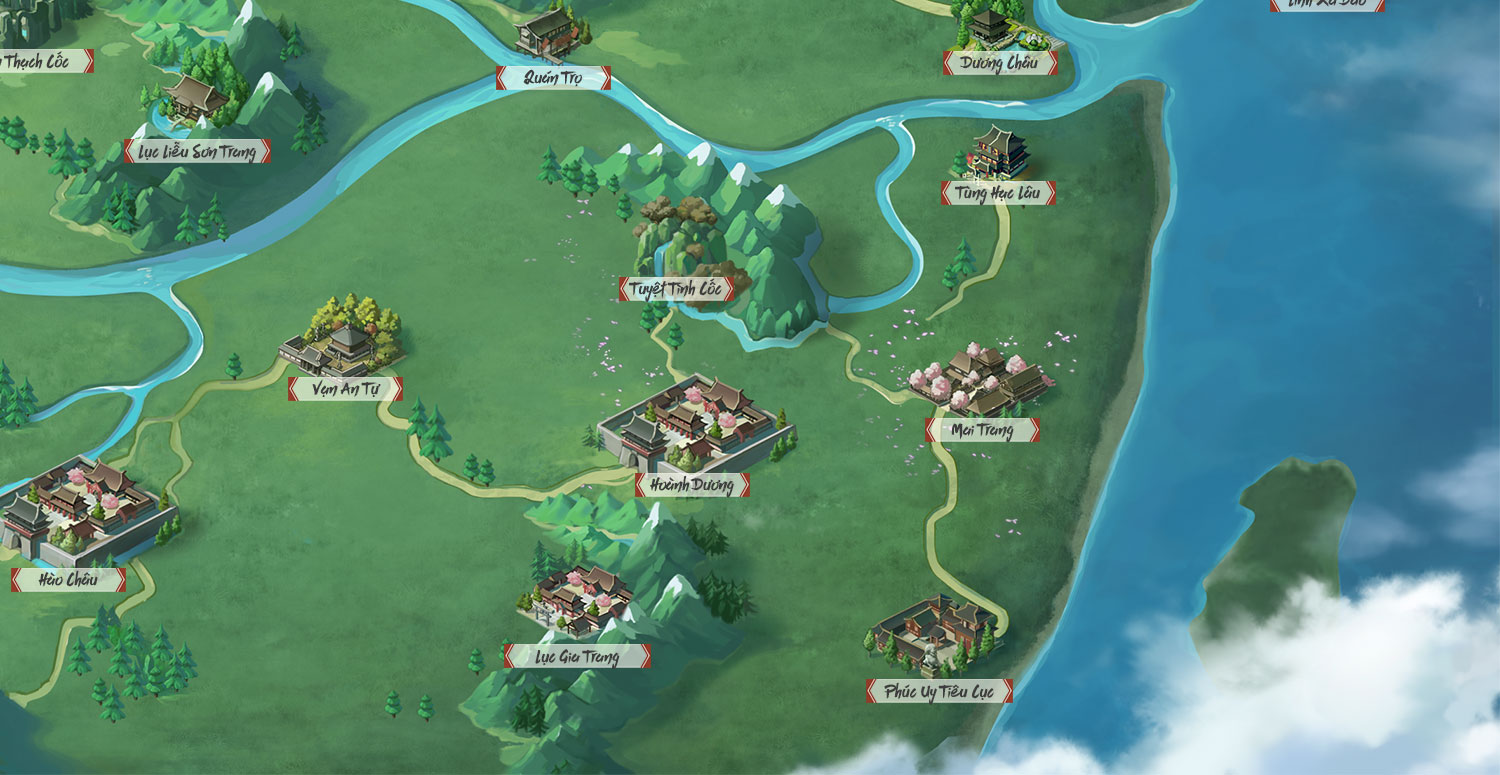 Thạch Cốc
Quán Trọ
Dương Châu
Lục Liễu Sơn Trang
Tùng Hạc Lâu
Tuyệt Tình Cốc
Vạn An Tự
Mai Trang
Hoành Dương
Hào Châu
Lục Gia Trang
Phúc Uy Tiêu Cục